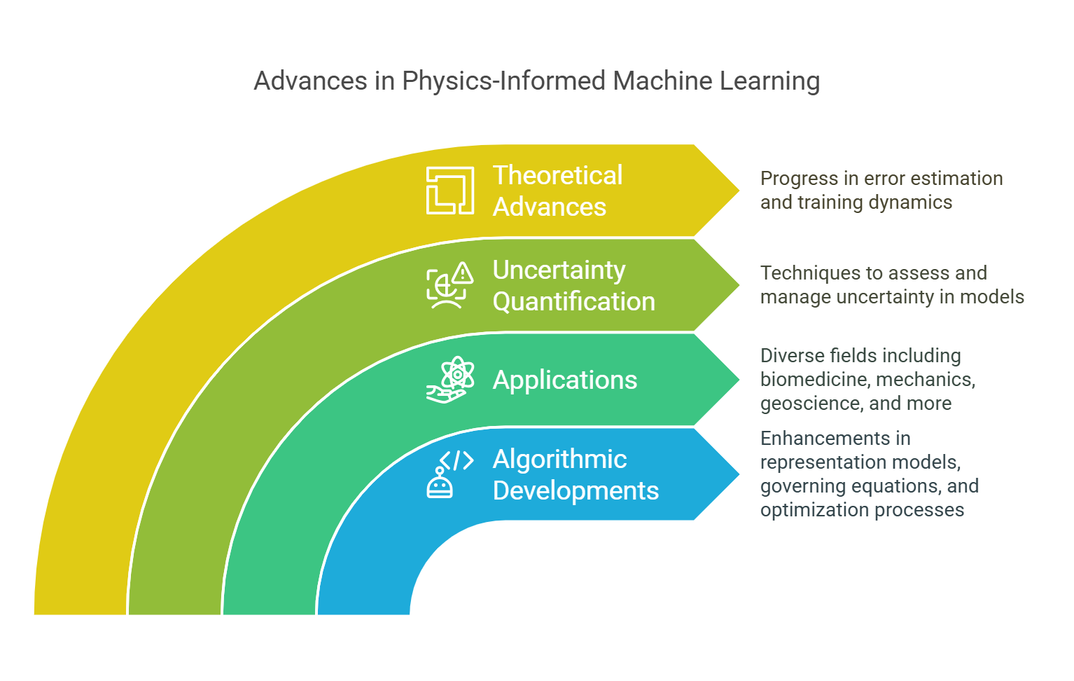 Advances in Physics-Informed Machine Learning
Theoretical
Advances
Progress in error estimation
and training dynamics
Uncertainty
Quantification
Techniques to assess and
manage uncertainty in models
Applications
Diverse fields including
biomedicine, mechanics,
geoscience, and more
Algorithmic
Developments
Enhancements in
representation models,
governing equations, and
optimization processes